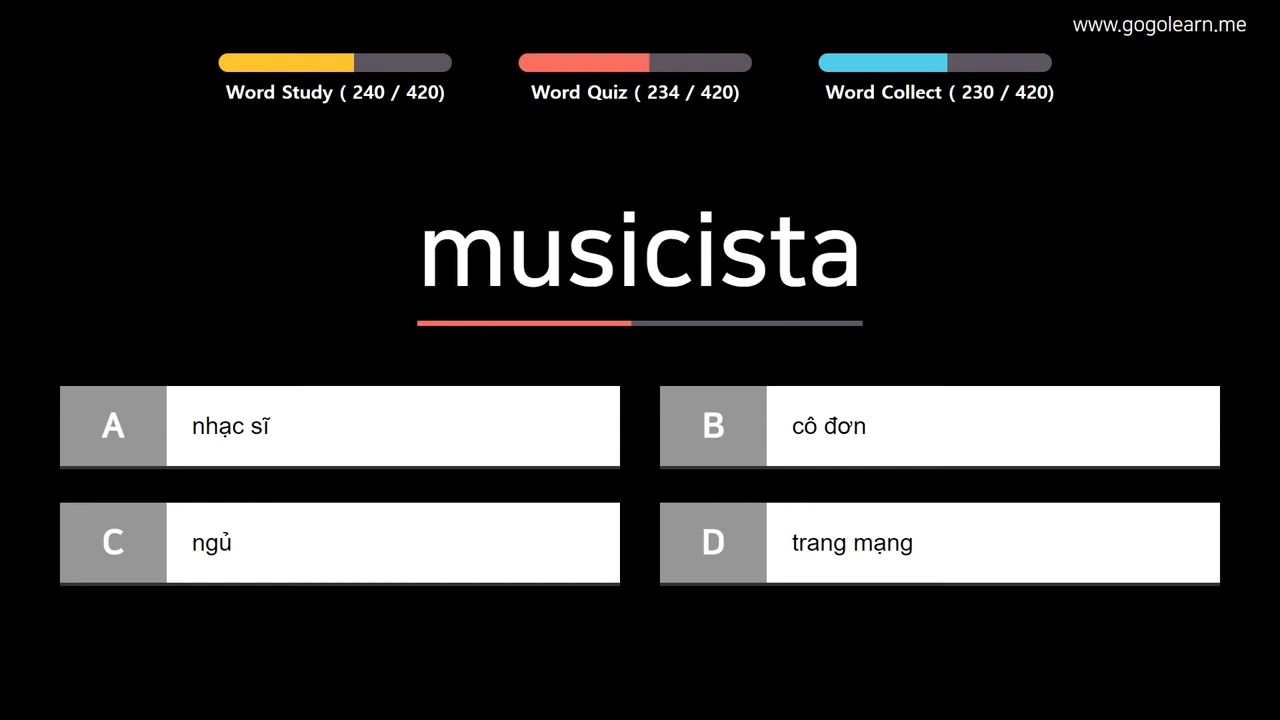 www.gogolearn.me
Word Study ( 240 / 420)
Word Quiz ( 234 / 420)
Word Collect ( 230 / 420)
musicista
A nhạc sĩ
B cô đơn
C ngủ
D trang mạng